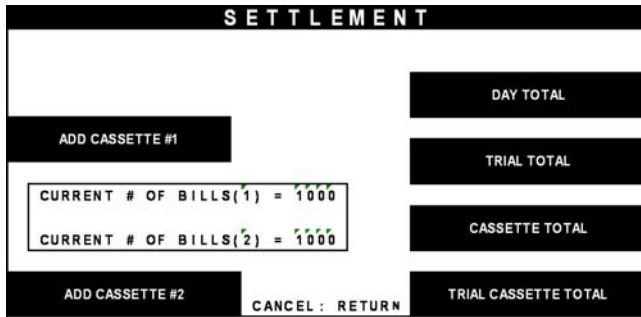 SETTLEMENT
DAY TOTAL
ADD CASSETTE #1
TRIAL TOTAL
CURRENT # OF BILLS(1) = 1000
CASSETTE TOTAL
CURRENT # OF BILLS(2) = 1000
ADD CASSETTE #2
CANCEL: RETURN
TRIAL CASSETTE TOTAL